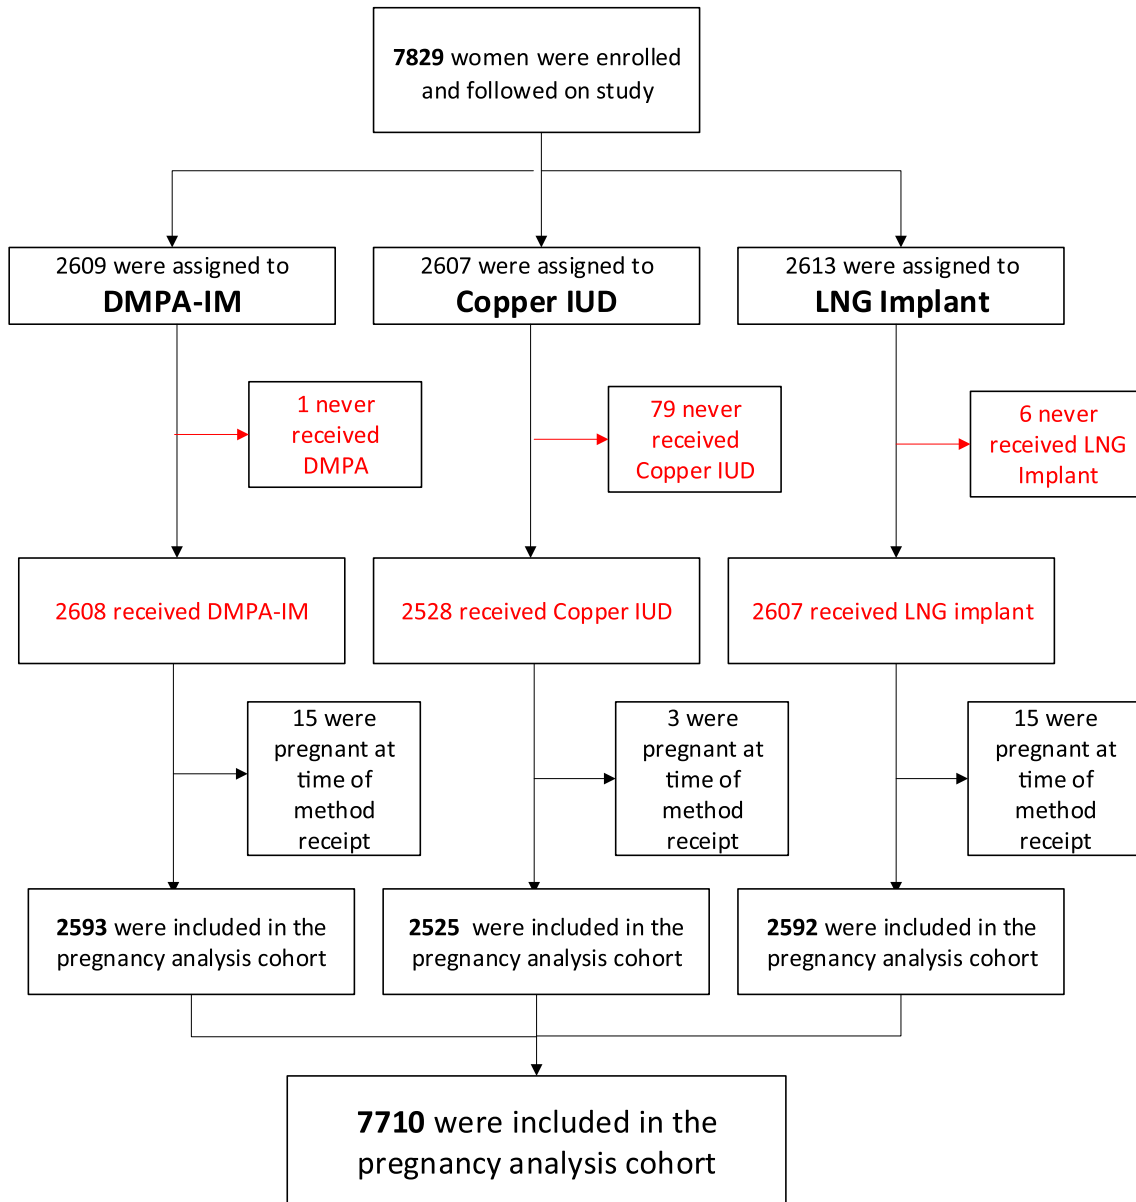 7829 women were enrolled
and followed on study
2609 were assigned to
DMPA-IM
2607 were assigned to
Copper IUD
2613 were assigned to
LNG Implant
1 never
received
DMPA
79 never
received
Copper IUD
6 never
received LNG
Implant
2608 received DMPA-IM
2528 received Copper IUD
2607 received LNG implant
15 were
pregnant at
time of
method
receipt
3 were
pregnant at
time of
method
receipt
15 were
pregnant at
time of
method
receipt
2593 were included in the
pregnancy analysis cohort
2525 were included in the
pregnancy analysis cohort
2592 were included in the
pregnancy analysis cohort
7710 were included in the
pregnancy analysis cohort